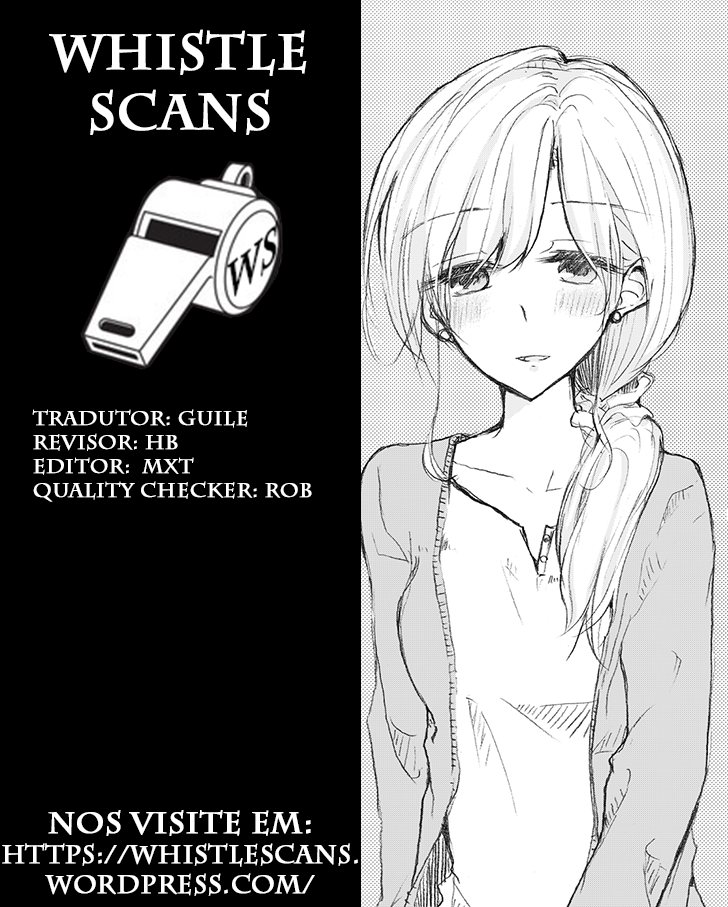 WHISTLE
SCANS
WS
TRADUTOR: GUILE
REVISOR: HB
EDITOR: MXT
QUALITY CHECKER: ROB
NOS VISITE EM:
HTTPS://WHISTLESCANS.
WORDPRESS.COM/